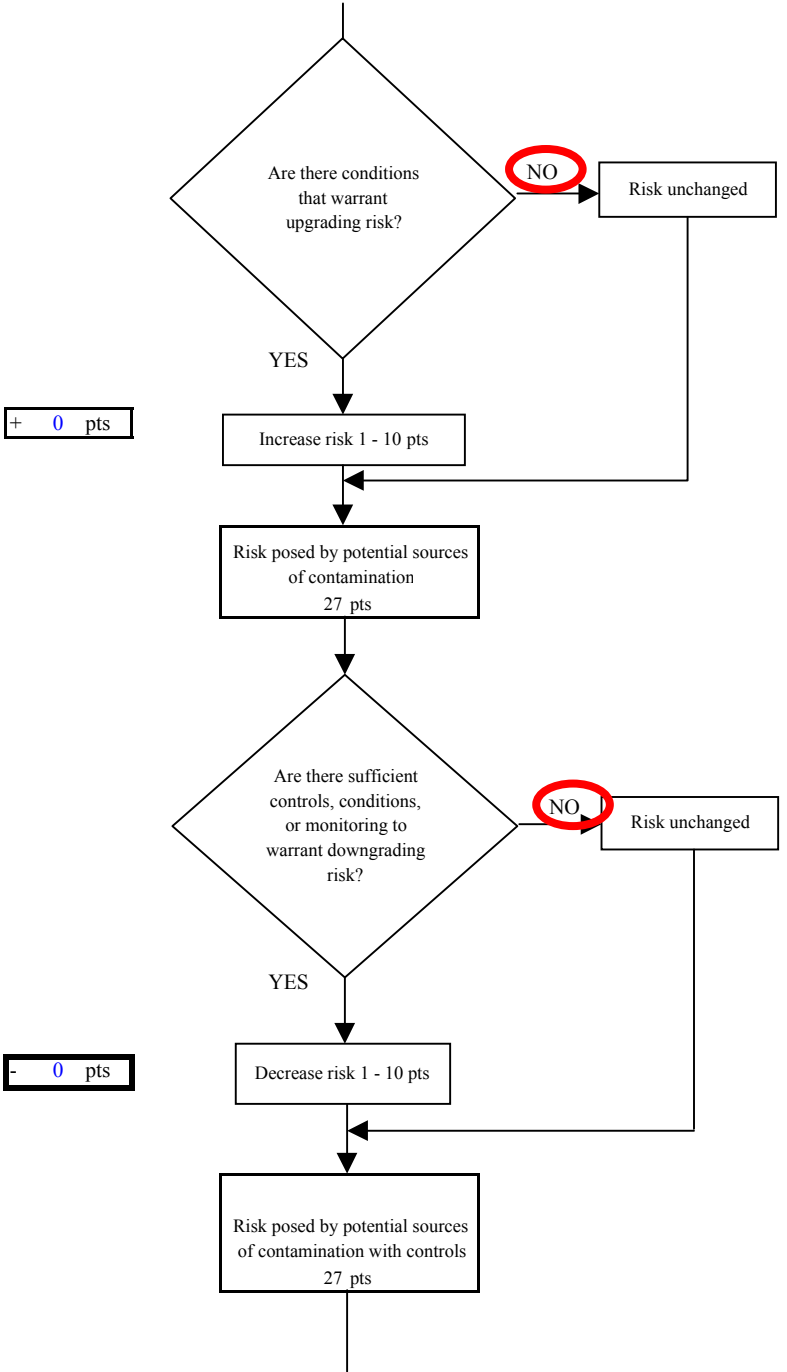 Are there conditions
that warrant
upgrading risk?
NO
Risk unchanged
YES
+ 0 pts
Increase risk 1 - 10 pts
Risk posed by potential sources
of contamination
27 pts
Are there sufficient
controls, conditions,
or monitoring to
warrant downgrading
risk?
NO
Risk unchanged
YES
- 0 pts
Decrease risk 1 - 10 pts
Risk posed by potential sources
of contamination with controls
27 pts